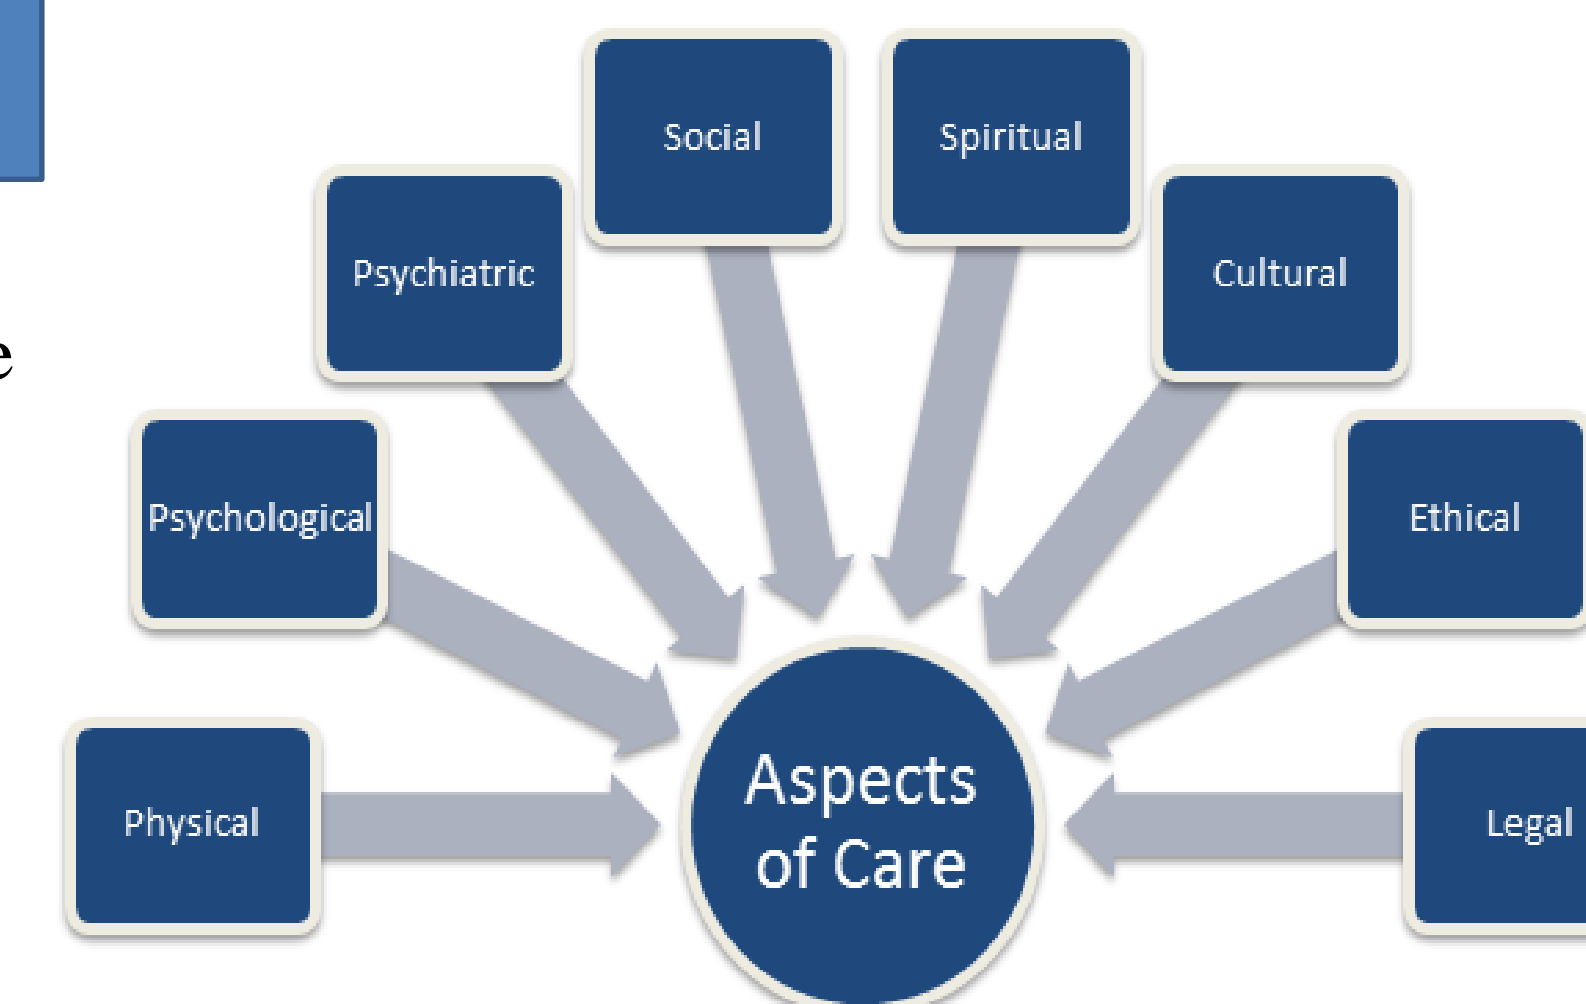 Social
Spiritual
Psychiatric
Cultural
e
Psychological
Ethical
Physical
Legal
Aspects
of Care